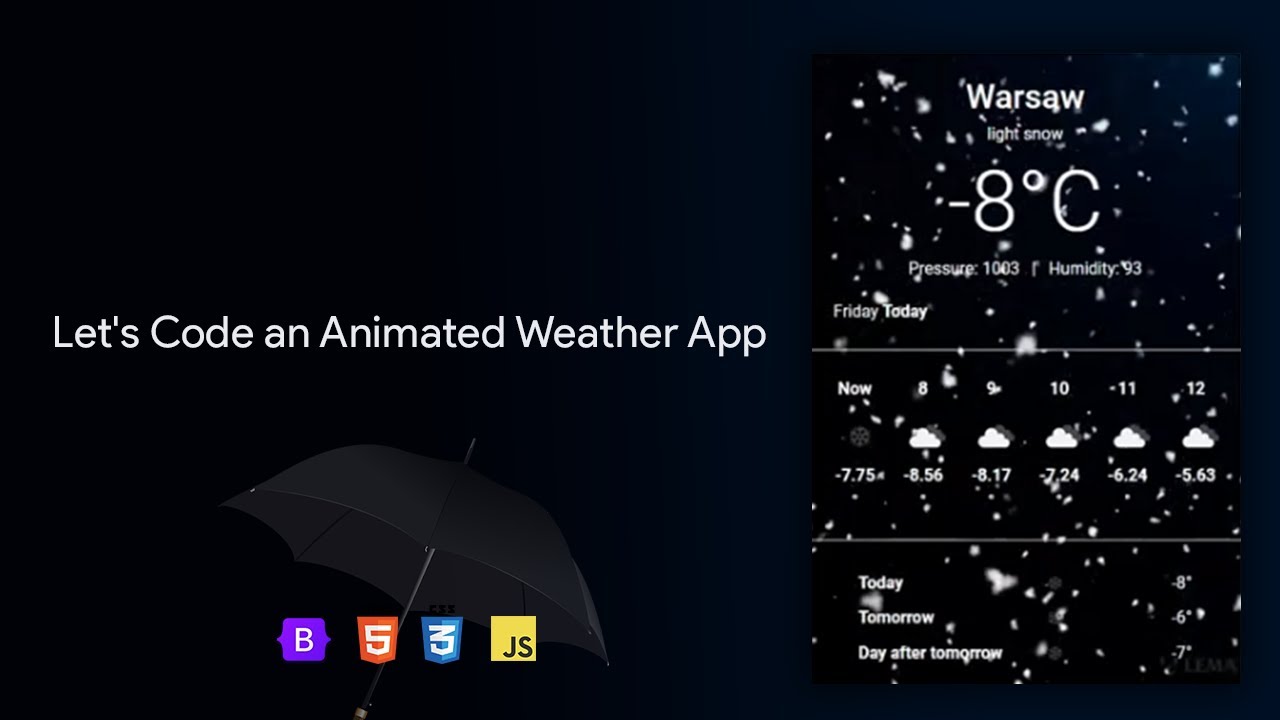 Let's Code an Animated Weather App
B
5
CSS
3
JS
Warsaw
light snow
-8°C
Pressure: 1003 | Humidity: 93
Friday Today
Now 8 9 10 11 12
-7.75 -8.56 -8.17 -7.24 -6.24 -5.63
Today -8°
Tomorrow -6°
Day after tomorrow -7°
LEMA